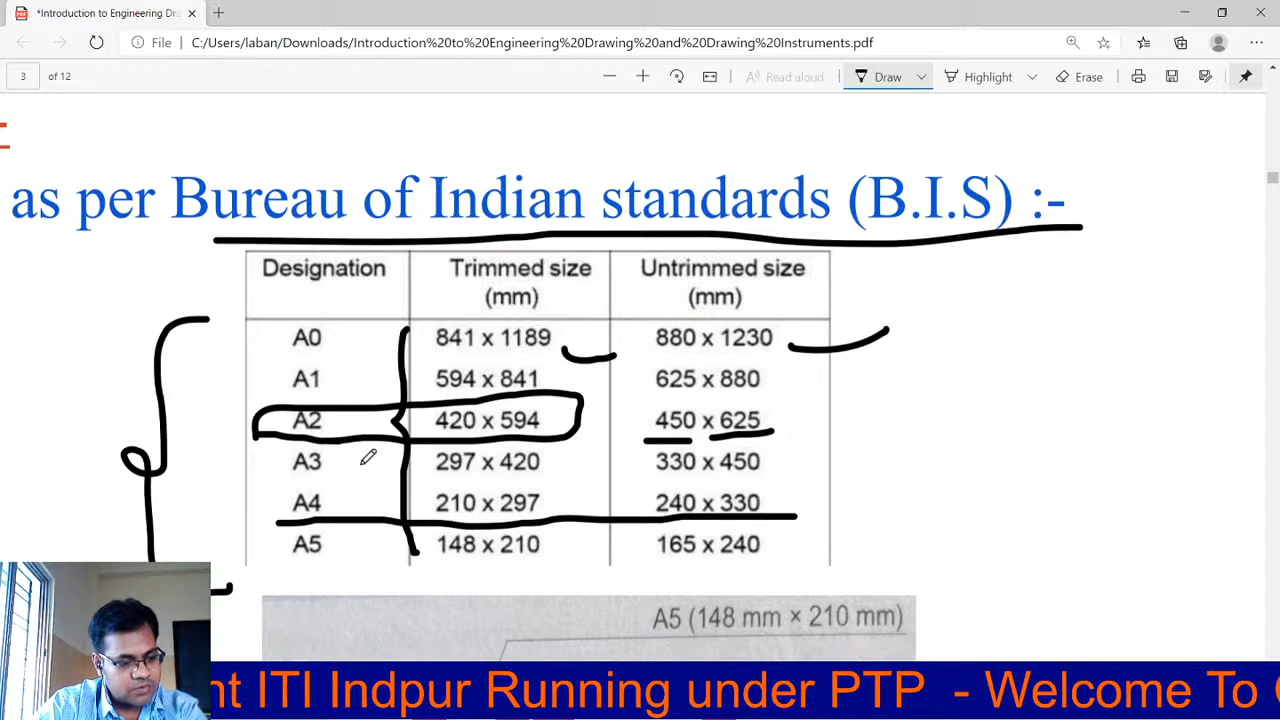 *Introduction to Engineering Dra
File C:/Users/laban/Downloads/Introduction%20to%20Engineering%20Drawing%20and%20Drawing%20Instruments.pdf
3 of 12 Read aloud Draw Highlight Erase
as per Bureau of Indian standards (B.I.S) :-
Designation Trimmed size (mm) Untrimmed size (mm)
A0 841 x 1189 880 x 1230
A1 594 x 841 625 x 880
A2 420 x 594 450 x 625
A3 297 x 420 330 x 450
A4 210 x 297 240 x 330
A5 148 x 210 165 x 240
A5 (148 mm × 210 mm)
nt ITI Indpur Running under PTP - Welcome To